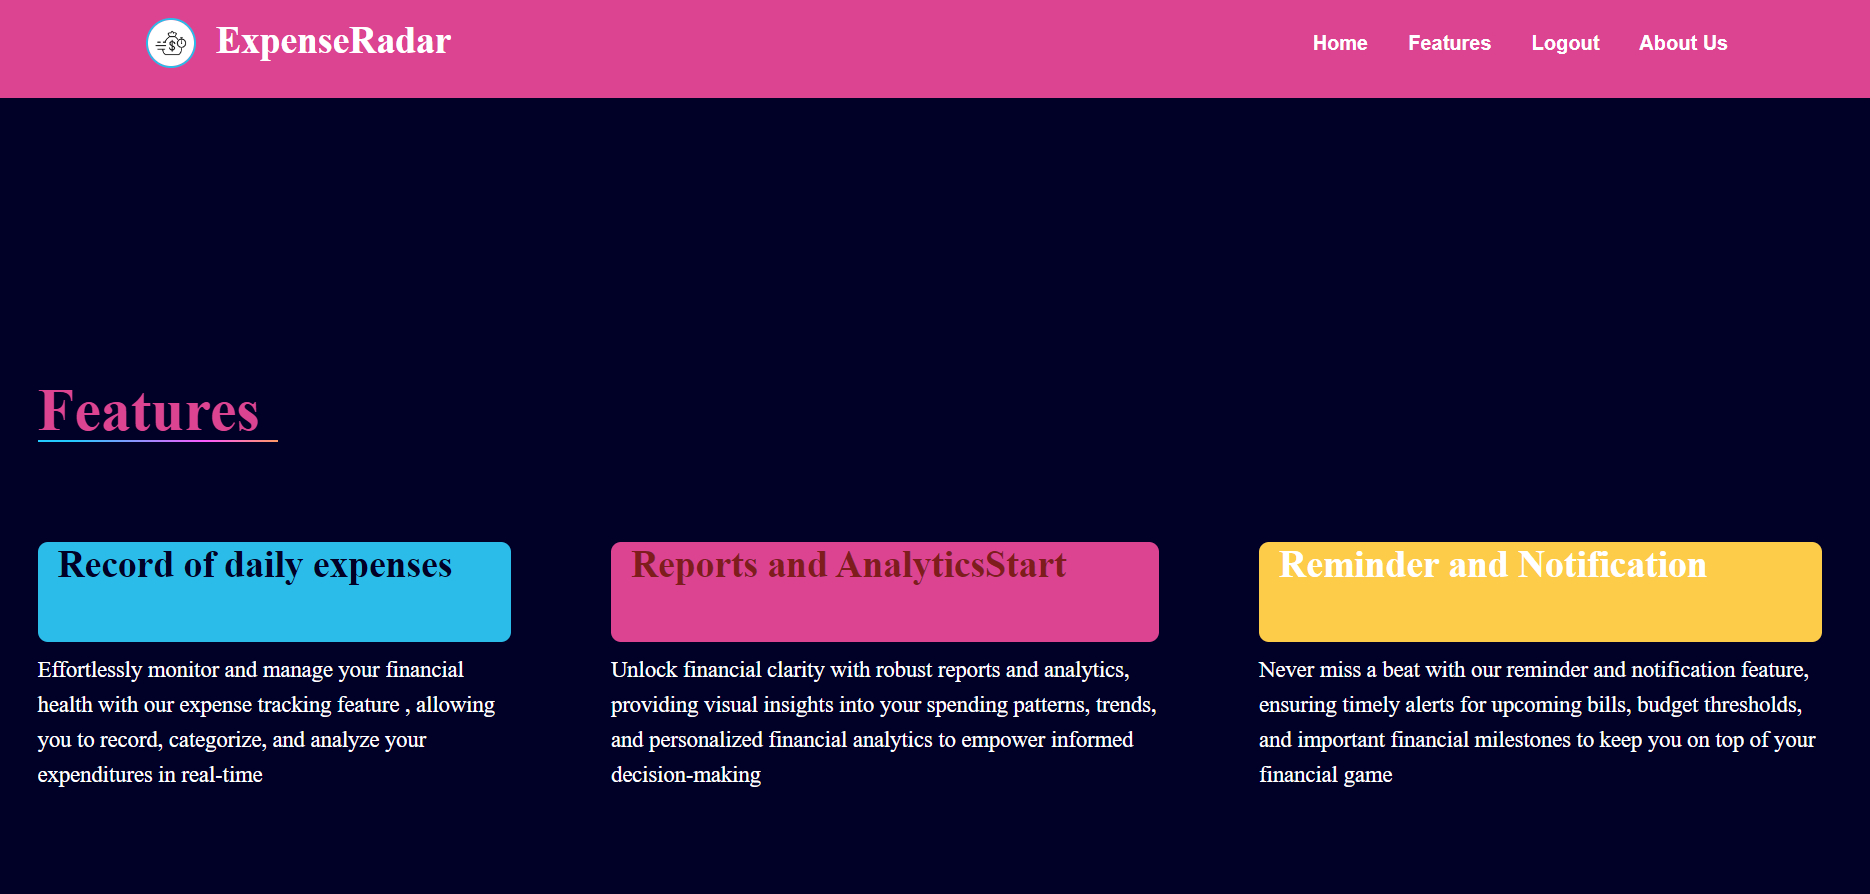 ExpenseRadar
Home Features Logout About Us
Features
Record of daily expenses
Effortlessly monitor and manage your financial
health with our expense tracking feature , allowing
you to record, categorize, and analyze your
expenditures in real-time
Reports and AnalyticsStart
Unlock financial clarity with robust reports and analytics,
providing visual insights into your spending patterns, trends,
and personalized financial analytics to empower informed
decision-making
Reminder and Notification
Never miss a beat with our reminder and notification feature,
ensuring timely alerts for upcoming bills, budget thresholds,
and important financial milestones to keep you on top of your
financial game